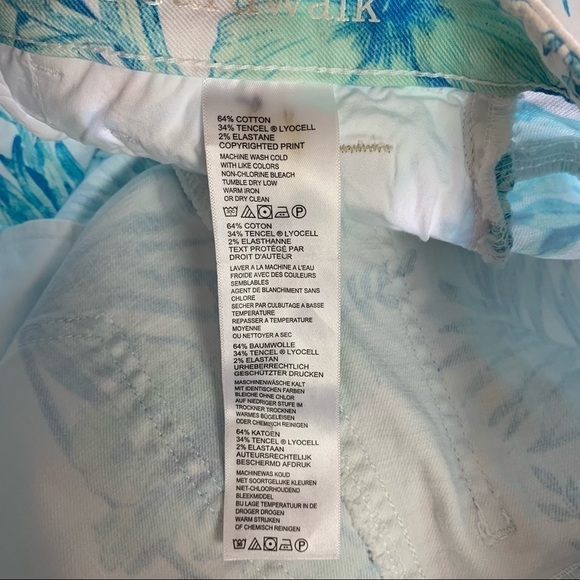 64% COTTON
34% TENCEL ® LYOCELL
2% ELASTANE
COPYRIGHTED PRINT
MACHINE WASH COLD
WITH LIKE COLORS
NON-CHLORINE BLEACH
TUMBLE DRY LOW
WARM IRON
OR DRY CLEAN
64% COTON
34% TENCEL ® LYOCELL
2% ELASTHANNE
TEXT PROTÉGÉ PAR
DROIT D'AUTEUR
LAVER A LA MACHINE A L'EAU
FROIDE AVEC DES COULEURS
SEMBLABLES
AGENT DE BLANCHIMENT SANS
CHLORE
SECHER PAR CULBUTAGE A BASSE
TEMPERATURE
REPASSER A TEMPERATURE
MOYENNE
OU NETTOYER A SEC
64% BAUMWOLLE
34% TENCEL ® LYOCELL
2% ELASTAN
URHEBERRECHTLICH
GESCHÜTZTER DRUCKEN
MASCHINENWÄSCHE KALT
MIT IDENTISCHEN FARBEN
BLEICHE OHNE CHLOR
AUF NIEDRIGER STUFE IM
TROCKNER TROCKNEN
WARMES BÜGELEISEN
ODER CHEMISCH REINIGEN
64% KATOEN
34% TENCEL ® LYOCELL
2% ELASTAAN
AUTEURSRECHTELIJK
BESCHERMD AFDRUK
MACHINEWAS KOUD
MET SOORTGELIJKE KLEUREN
NIET-CHLOORHOUDEND
BLEEKMIDDEL
BIJ LAGE TEMPERATUUR IN DE
DROGER DROGEN
WARM STRIJKEN
OF CHEMISCH REINIGEN